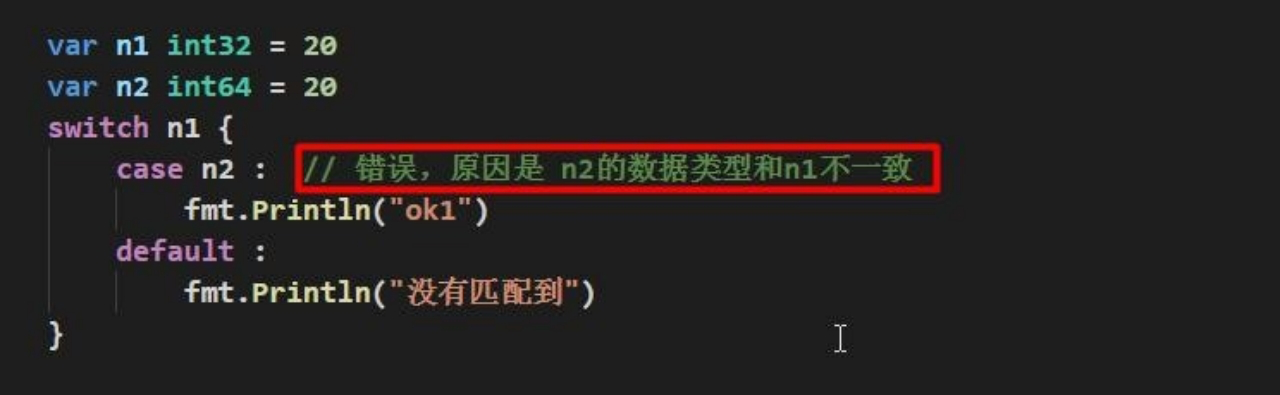 var n1 int32 = 20
var n2 int64 = 20
switch n1 {
case n2 : // 错误，原因是 n2的数据类型和n1不一致
fmt.Println("ok1")
default :
fmt.Println("没有匹配到")
}